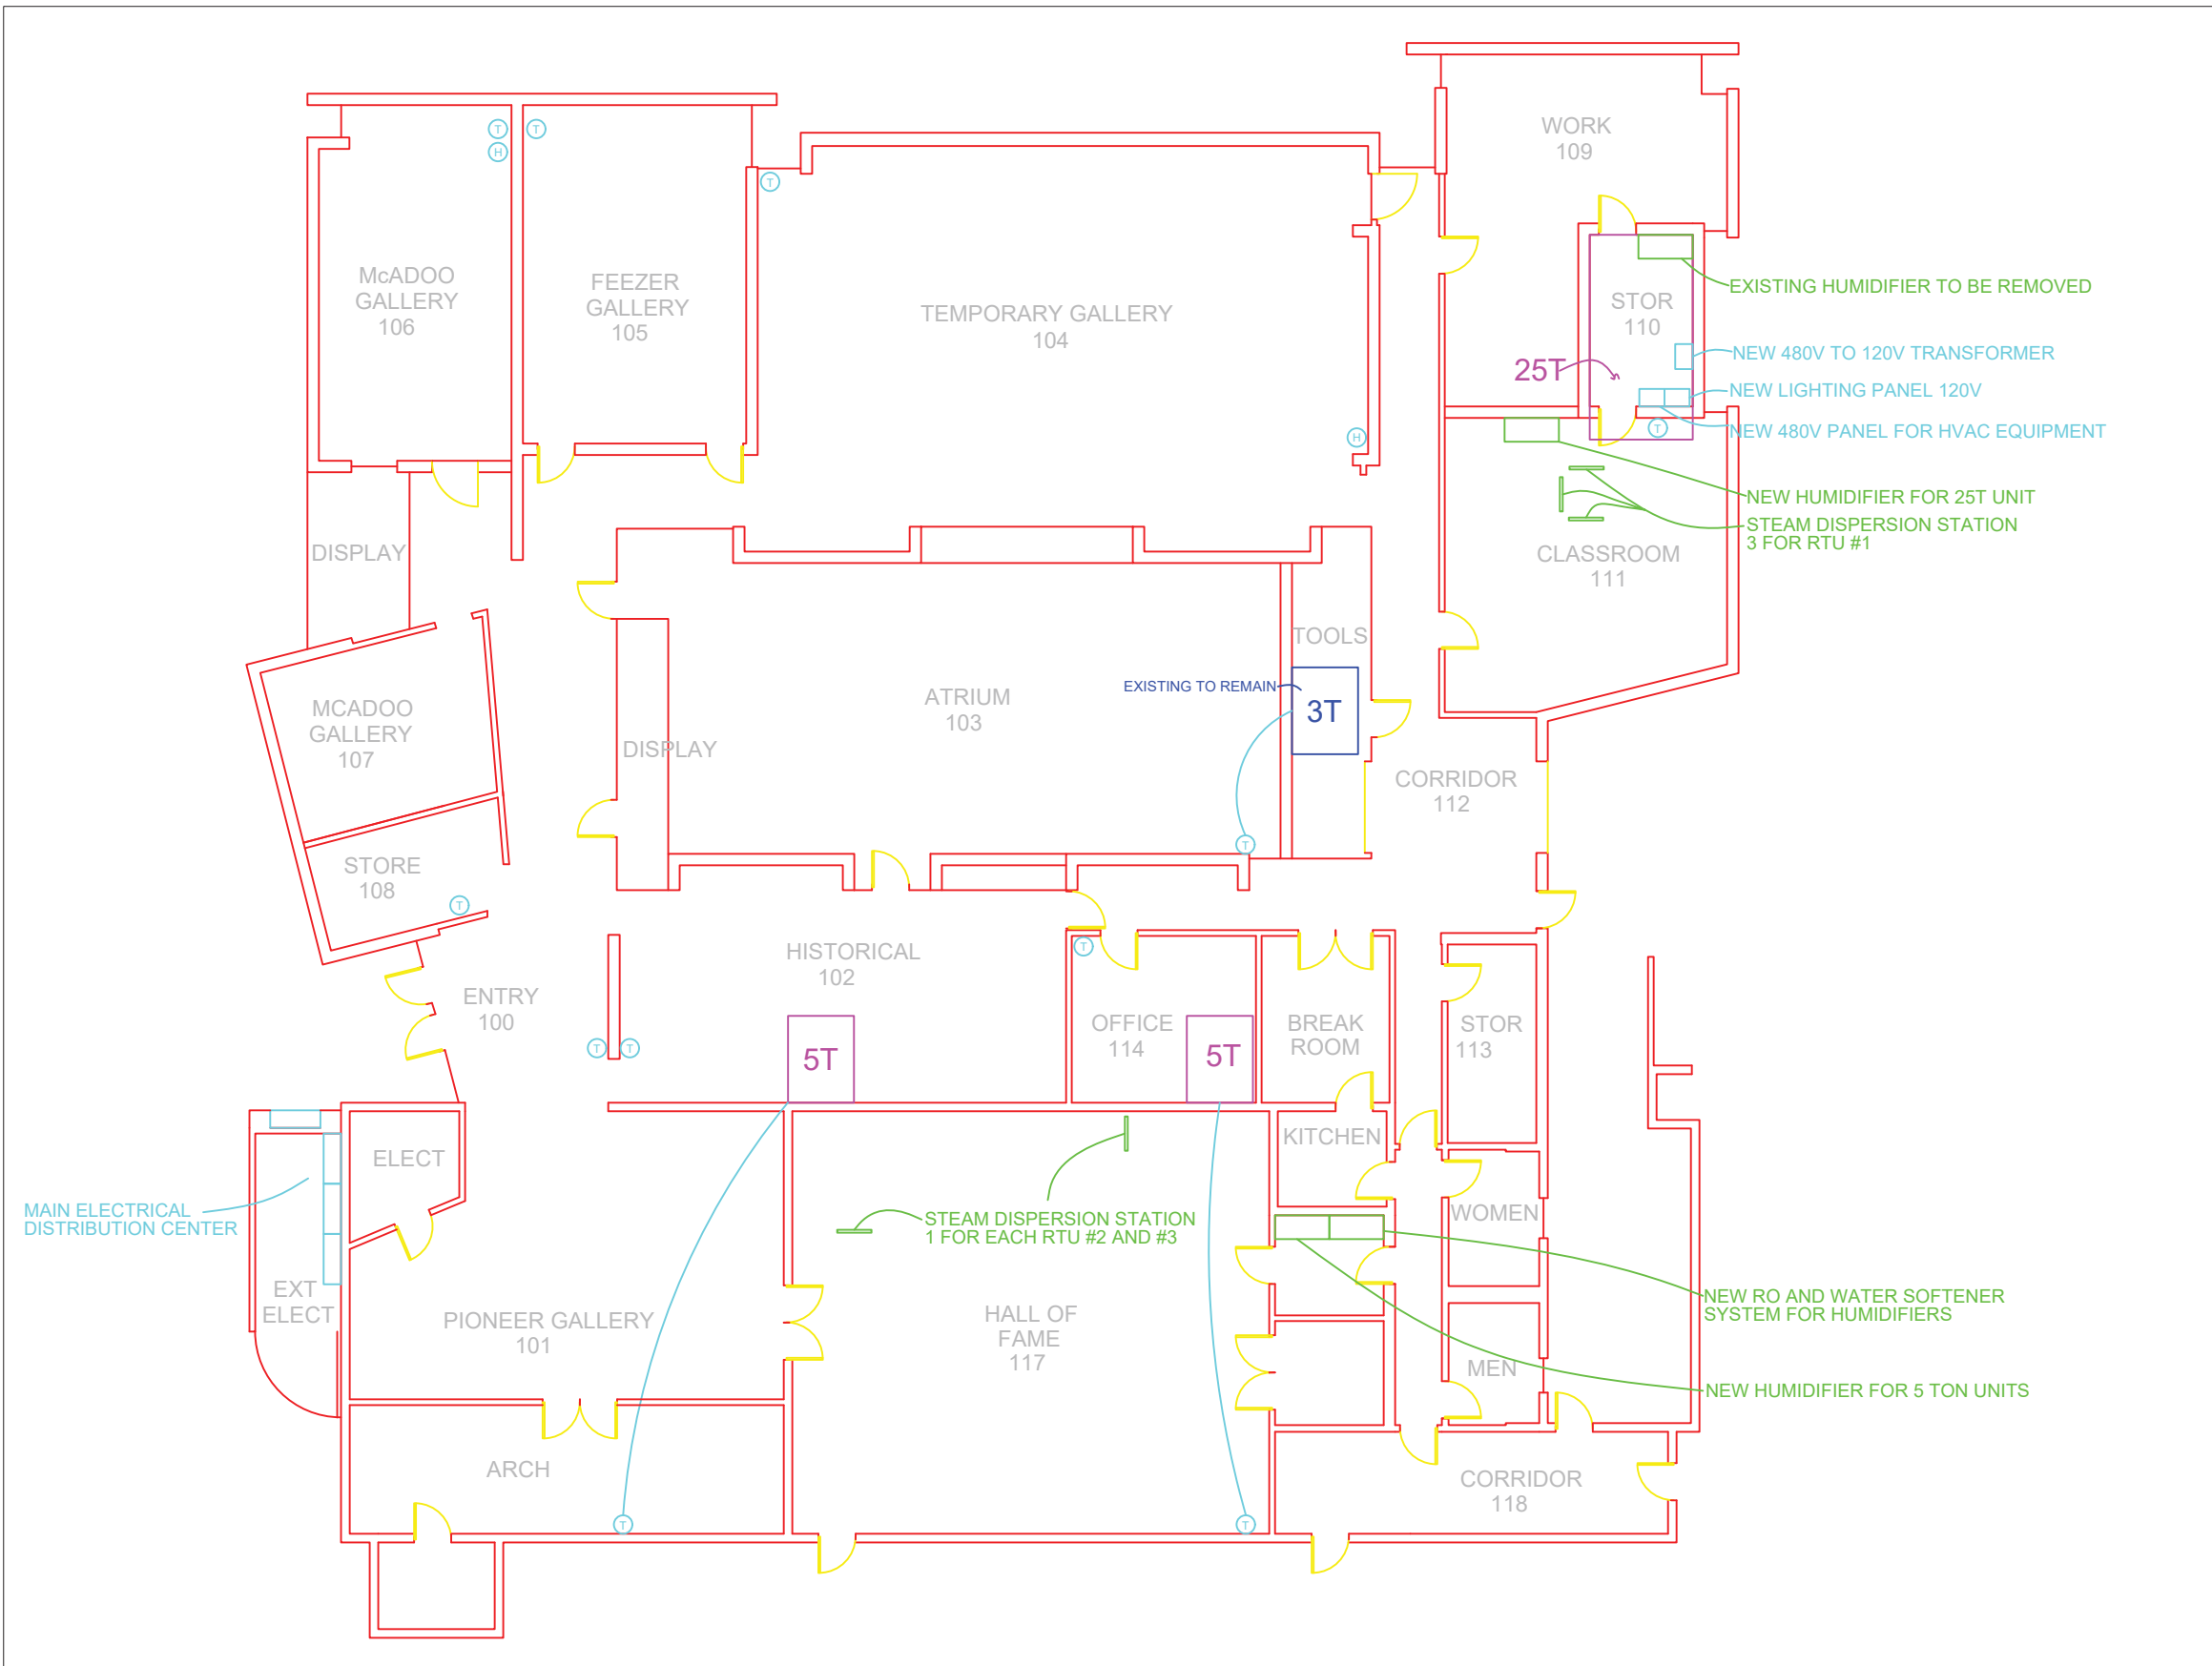 WORK
109
T
T
H
T
McADOO
GALLERY
106
FEEZER
GALLERY
105
TEMPORARY GALLERY
104
STOR
110
EXISTING HUMIDIFIER TO BE REMOVED
NEW 480V TO 120V TRANSFORMER
25T
NEW LIGHTING PANEL 120V
NEW 480V PANEL FOR HVAC EQUIPMENT
T
H
NEW HUMIDIFIER FOR 25T UNIT
STEAM DISPERSION STATION
3 FOR RTU #1
DISPLAY
CLASSROOM
111
TOOLS
EXISTING TO REMAIN
3T
ATRIUM
103
MCADOO
GALLERY
107
DISPLAY
CORRIDOR
112
T
STORE
108
T
HISTORICAL
102
T
ENTRY
100
OFFICE
114
BREAK
ROOM
STOR
113
T
T
5T
5T
KITCHEN
ELECT
MAIN ELECTRICAL
DISTRIBUTION CENTER
STEAM DISPERSION STATION
1 FOR EACH RTU #2 AND #3
WOMEN
EXT
ELECT
PIONEER GALLERY
101
HALL OF
FAME
117
NEW RO AND WATER SOFTENER
SYSTEM FOR HUMIDIFIERS
MEN
NEW HUMIDIFIER FOR 5 TON UNITS
ARCH
CORRIDOR
118
T
T
T